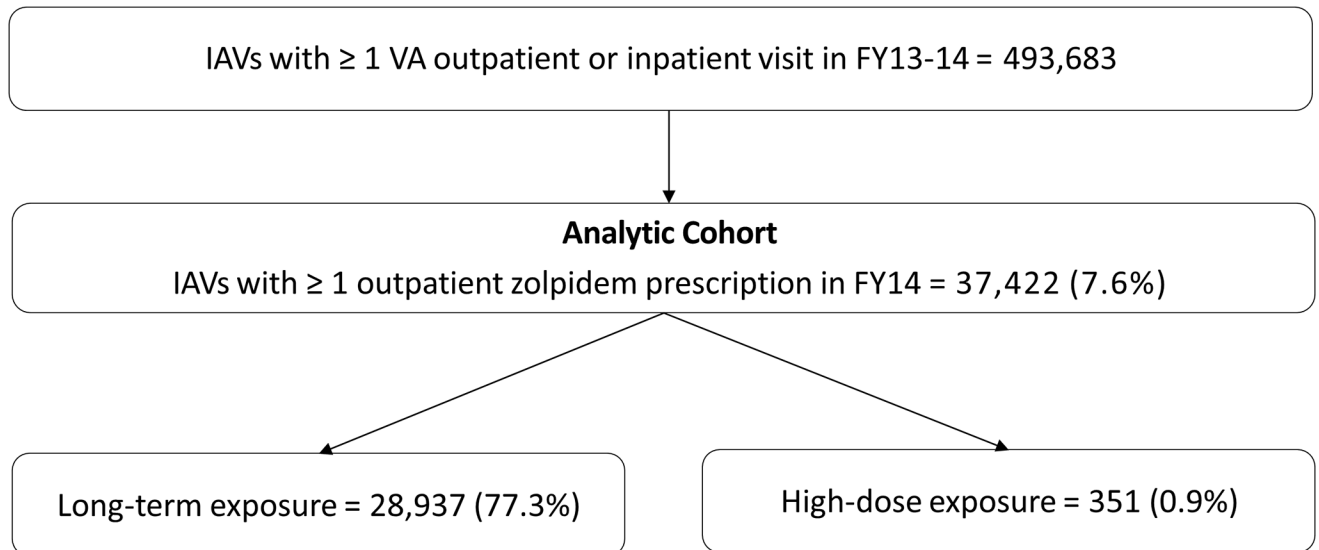 IAVs with ≥ 1 VA outpatient or inpatient visit in FY13-14 = 493,683
Analytic Cohort
IAVs with ≥ 1 outpatient zolpidem prescription in FY14 = 37,422 (7.6%)
Long-term exposure = 28,937 (77.3%)
High-dose exposure = 351 (0.9%)